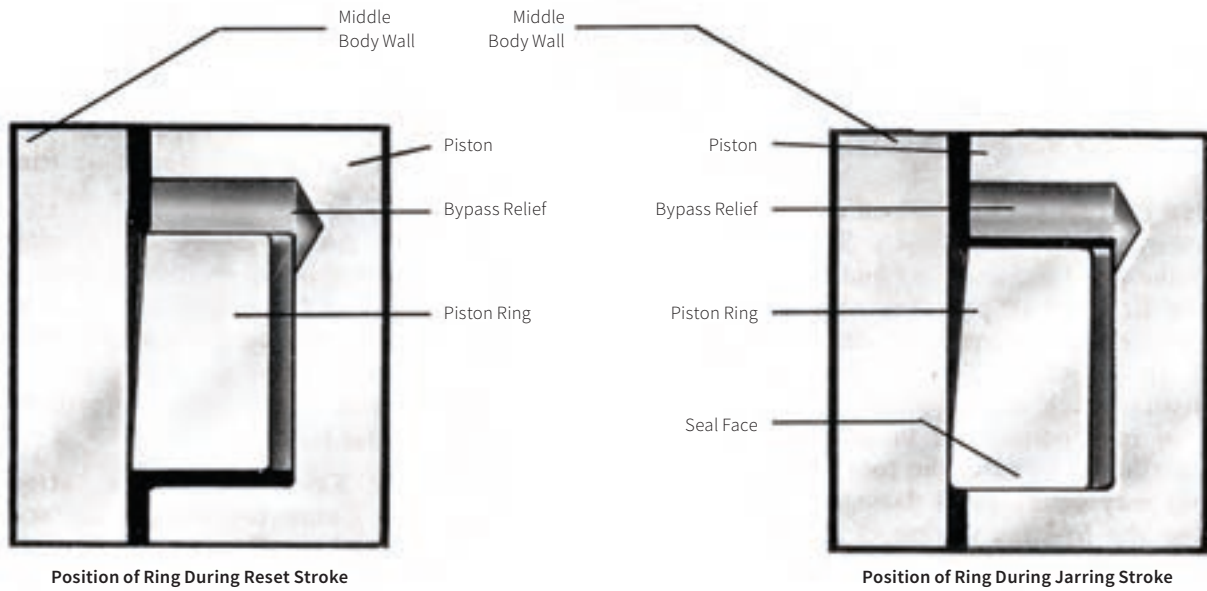 Middle
Body Wall
Piston
Bypass Relief
Piston Ring
Position of Ring During Reset Stroke
Middle
Body Wall
Piston
Bypass Relief
Piston Ring
Seal Face
Position of Ring During Jarring Stroke